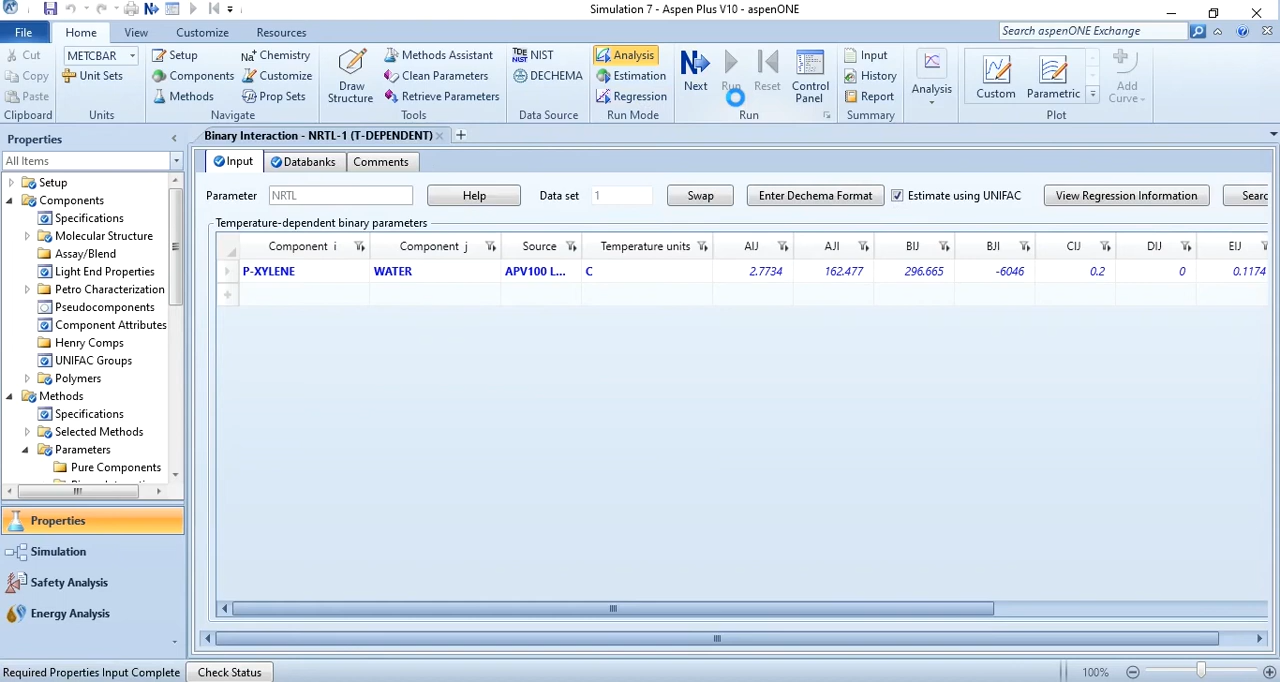 Simulation 7 - Aspen Plus V10 - aspenONE
File Home View Customize Resources Search aspenONE Exchange
Cut METCBAR Setup Chemistry Methods Assistant NIST Analysis Input
Copy Unit Sets Components Customize Clean Parameters DECHEMA Estimation History
Paste Methods Prop Sets Draw Structure Retrieve Parameters Regression Next Run Reset Control Panel Report Analysis Custom Parametric Add Curve
Clipboard Units Navigate Tools Data Source Run Mode Run Summary Plot
Properties
Binary Interaction - NRTL-1 (T-DEPENDENT)
All Items
Input Databanks Comments
Setup
Components
Specifications
Molecular Structure
Assay/Blend
Light End Properties
Petro Characterization
Pseudocomponents
Component Attributes
Henry Comps
UNIFAC Groups
Polymers
Methods
Specifications
Selected Methods
Parameters
Pure Components
Parameter NRTL Help Data set 1 Swap Enter Dechema Format Estimate using UNIFAC View Regression Information Searc
Temperature-dependent binary parameters
Component i Component j Source Temperature units AIJ AJI BIJ BJI CIJ DIJ EIJ
P-XYLENE WATER APV100 L... C 2.7734 162.477 296.665 -6046 0.2 0 0.1174
Properties
Simulation
Safety Analysis
Energy Analysis
Required Properties Input Complete Check Status 100%